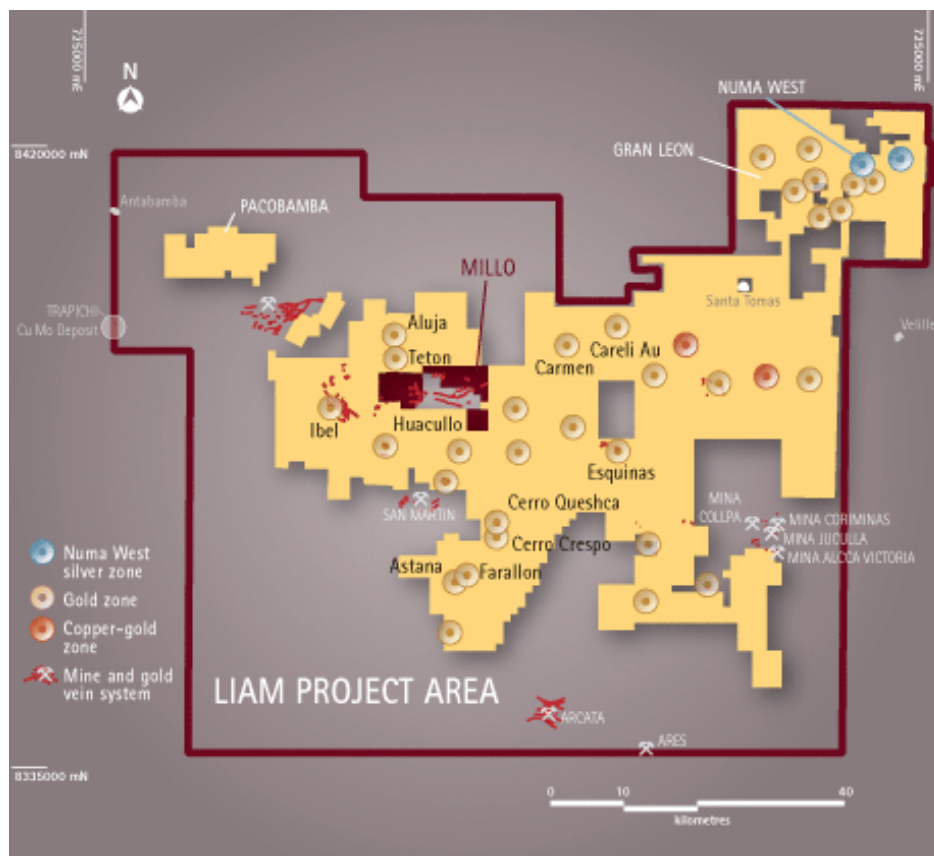 725000 mE
725000 mE
N
NUMA WEST
8420000 mN
GRAN LEON
Antabamba
PACOBAMBA
MILLO
Santa Tomas
TRAPICHI
Cu Mo Deposit
Velille
Aluja
Teton
Careli Au
Carmen
Ibel
Huacullo
Esquinas
SAN MARTIN
Cerro Queshca
MINA
COLLPA
MINA CORIMINAS
MINA JUCULLA
MINA ALCCA VICTORIA
Cerro Crespo
Astana
Farallon
Numa West
silver zone
Gold zone
Copper-gold
zone
Mine and gold
vein system
LIAM PROJECT AREA
ARCATA
ARES
8335000 mN
0 10 40
kilometres